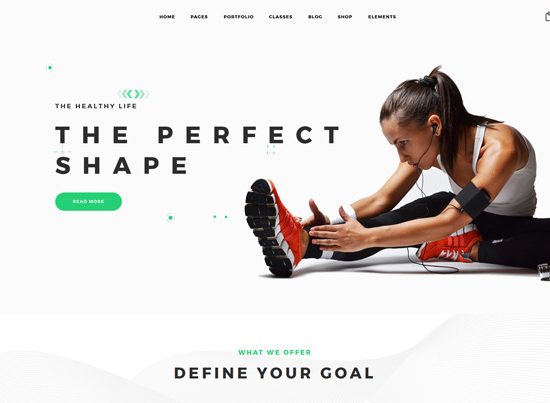 HOME PAGES PORTFOLIO CLASSES BLOG SHOP ELEMENTS
THE HEALTHY LIFE
THE PERFECT
SHAPE
READ MORE
WHAT WE OFFER
DEFINE YOUR GOAL